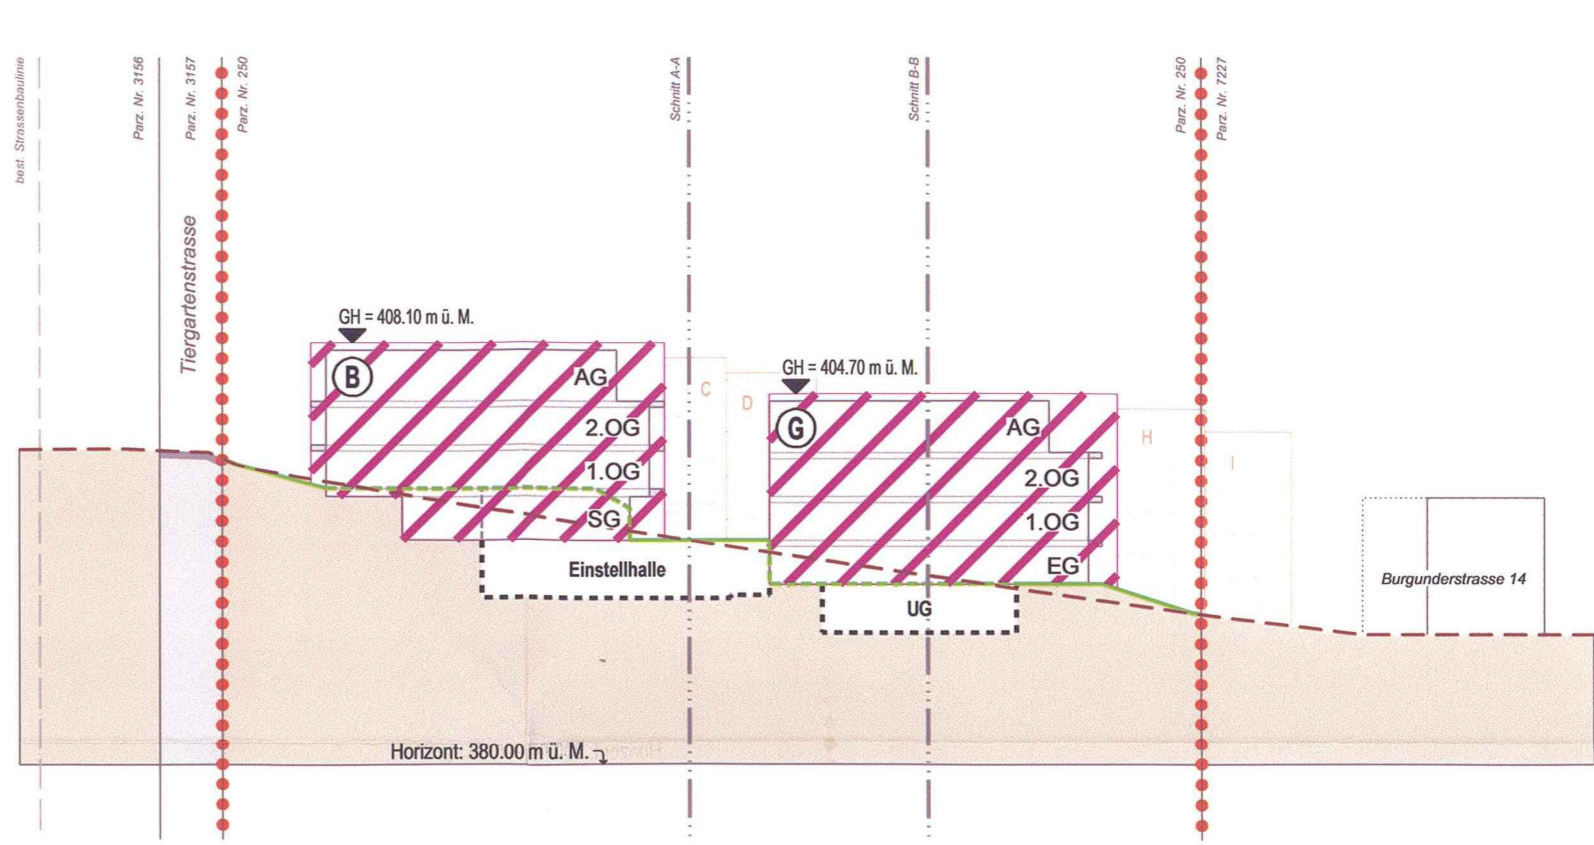 best. Strassenbaulinie
Parz. Nr. 3156
Parz. Nr. 3157
Parz. Nr. 250
Schnitt A-A
Schnitt B-B
Parz. Nr. 250
Parz. Nr. 7227
Tiergartenstrasse
GH = 408.10 m ü. M.
B
AG
2.OG
1.OG
SG
C
D
GH = 404.70 m ü. M.
G
AG
2.OG
1.OG
EG
H
I
Einstellhalle
UG
Burgunderstrasse 14
Horizont: 380.00 m ü. M.